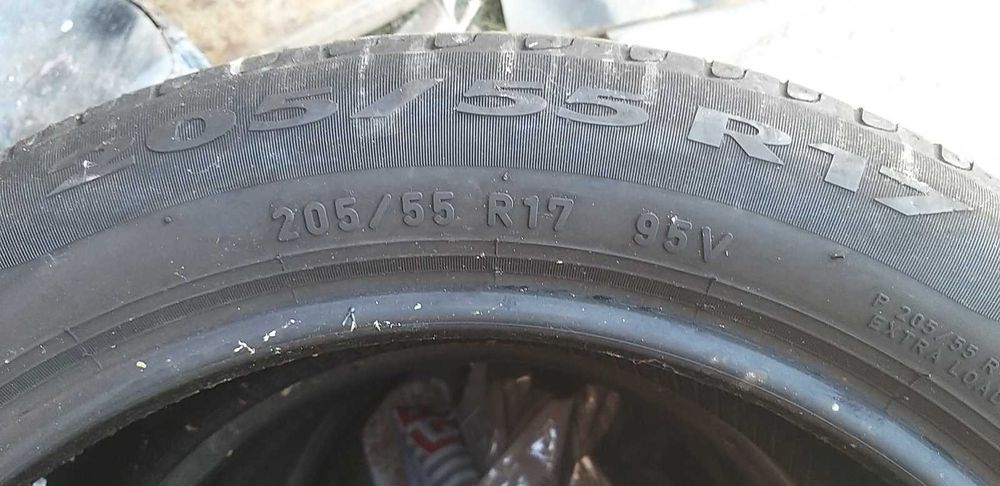 205/55 R17
205/55 R17 95V
P 205/55 R
EXTRA LOAD